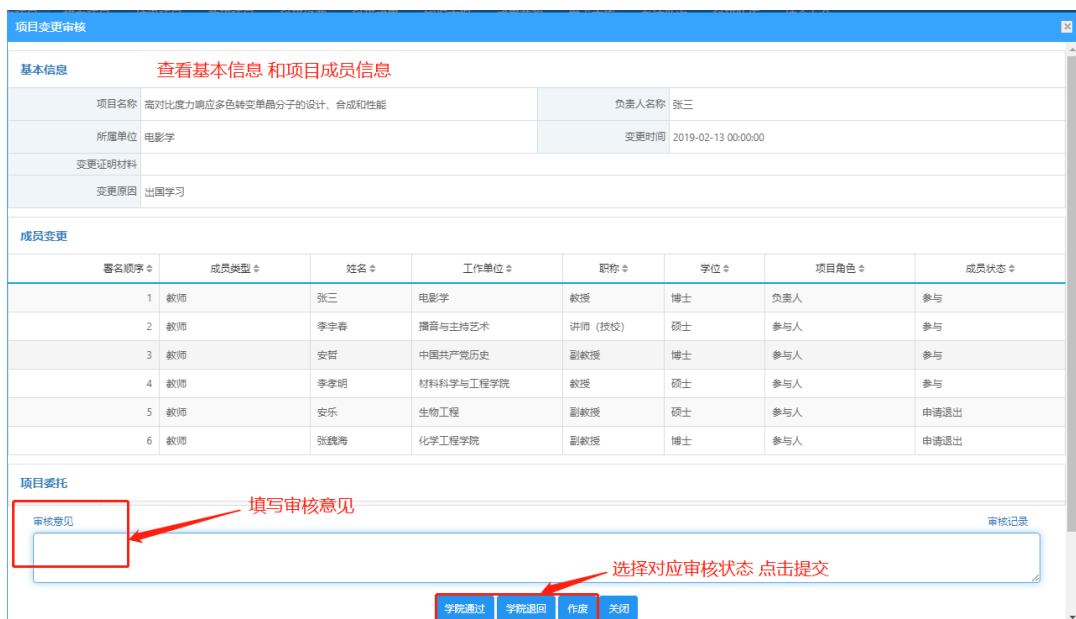 项目变更审核
基本信息 查看基本信息 和项目成员信息
项目名称 高对比度力响应多色转变单晶分子的设计、合成和性能 负责人名称 张三
所属单位 电影学 变更时间 2019-02-13 00:00:00
变更证明材料
变更原因 出国学习
成员变更
署名顺序 成员类型 姓名 工作单位 职称 学位 项目角色 成员状态
1 教师 张三 电影学 教授 博士 负责人 参与
2 教师 李宇春 播音与主持艺术 讲师（技校） 硕士 参与人 参与
3 教师 安哲 中国共产党历史 副教授 博士 参与人 参与
4 教师 李孝明 材料科学与工程学院 教授 硕士 参与人 参与
5 教师 安乐 生物工程 副教授 硕士 参与人 申请退出
6 教师 张魏海 化学工程学院 副教授 博士 参与人 申请退出
项目委托
填写审核意见
审核意见 审核记录
选择对应审核状态 点击提交
学院通过 学院退回 作废 关闭